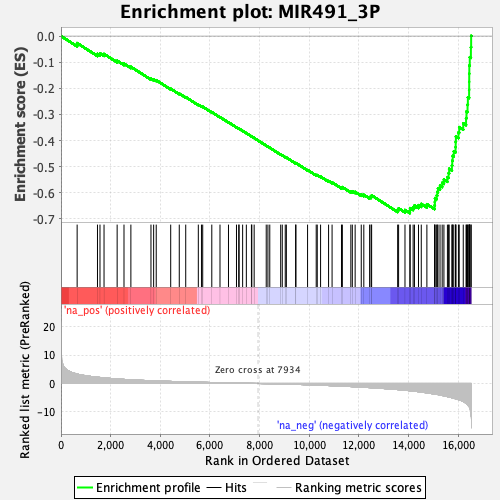 Enrichment plot: MIR491_3P
Enrichment score (ES)
0.0
-0.1
-0.2
-0.3
-0.4
-0.5
-0.6
-0.7
'na_pos' (positively correlated)
Ranked list metric (PreRanked)
20
10
0
-10
Zero cross at 7934
'na_neg' (negatively correlated)
0
2,000
4,000
6,000
8,000
10,000
12,000
14,000
16,000
Rank in Ordered Dataset
Enrichment profile
Hits
Ranking metric scores